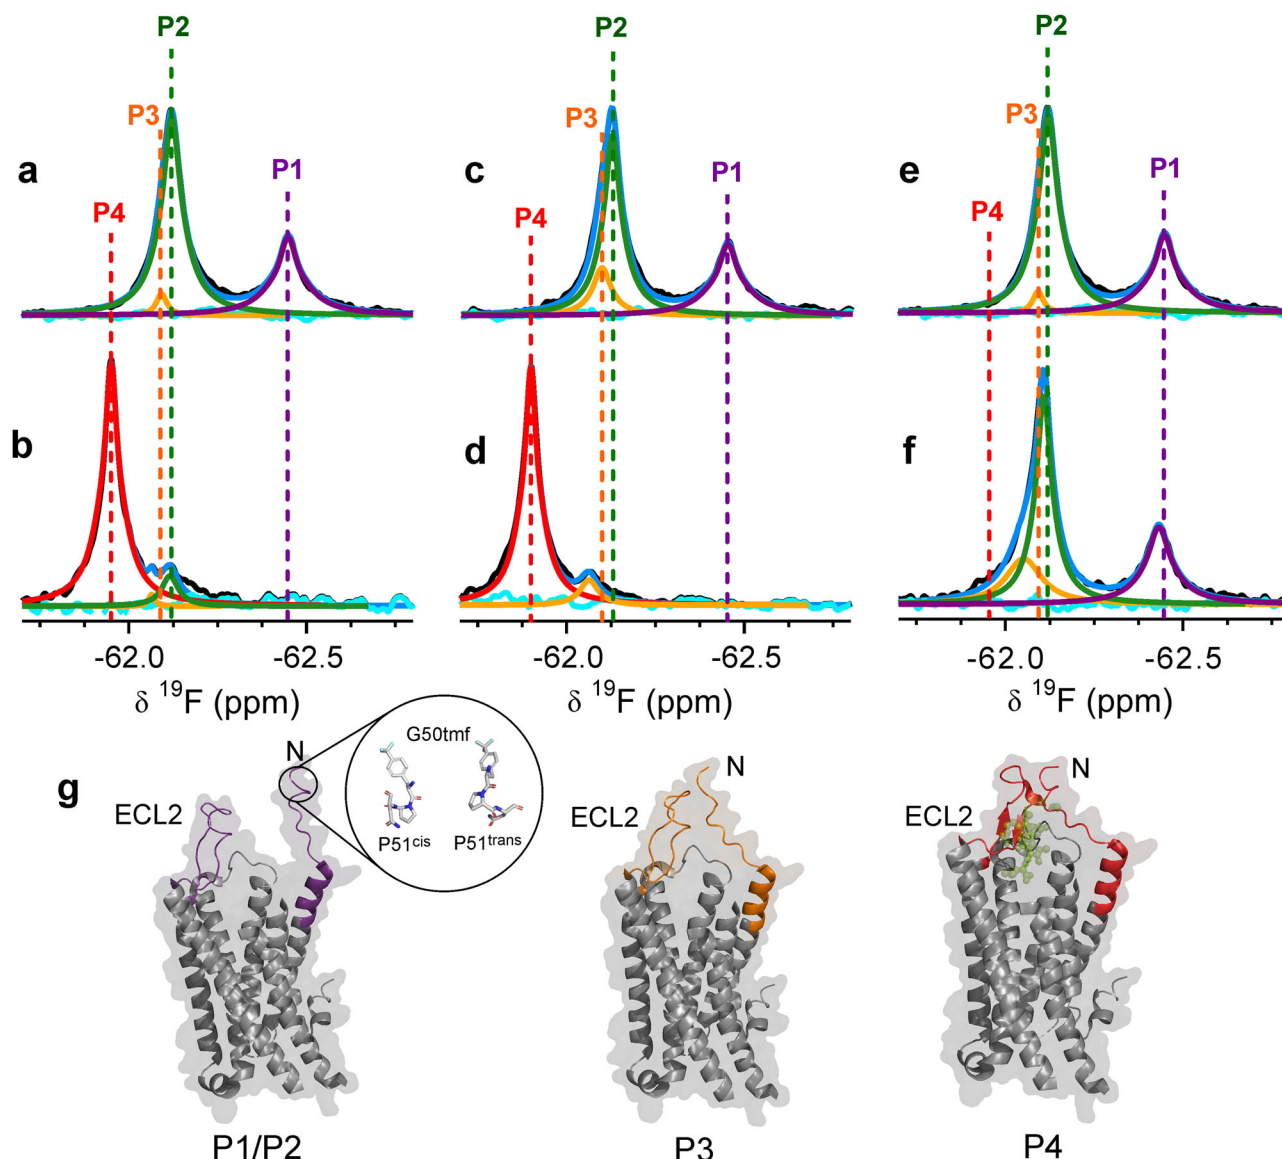 P2
P2
P2
P3
P3
P3
a
P1
c
P1
e
P1
P4
P4
P4
b
d
f
-62.0 -62.5
-62.0 -62.5
-62.0 -62.5
δ ¹⁹F (ppm)
δ ¹⁹F (ppm)
δ ¹⁹F (ppm)
g
ECL2
N
G50tmf
P51cis
P51trans
ECL2
N
ECL2
N
P1/P2
P3
P4